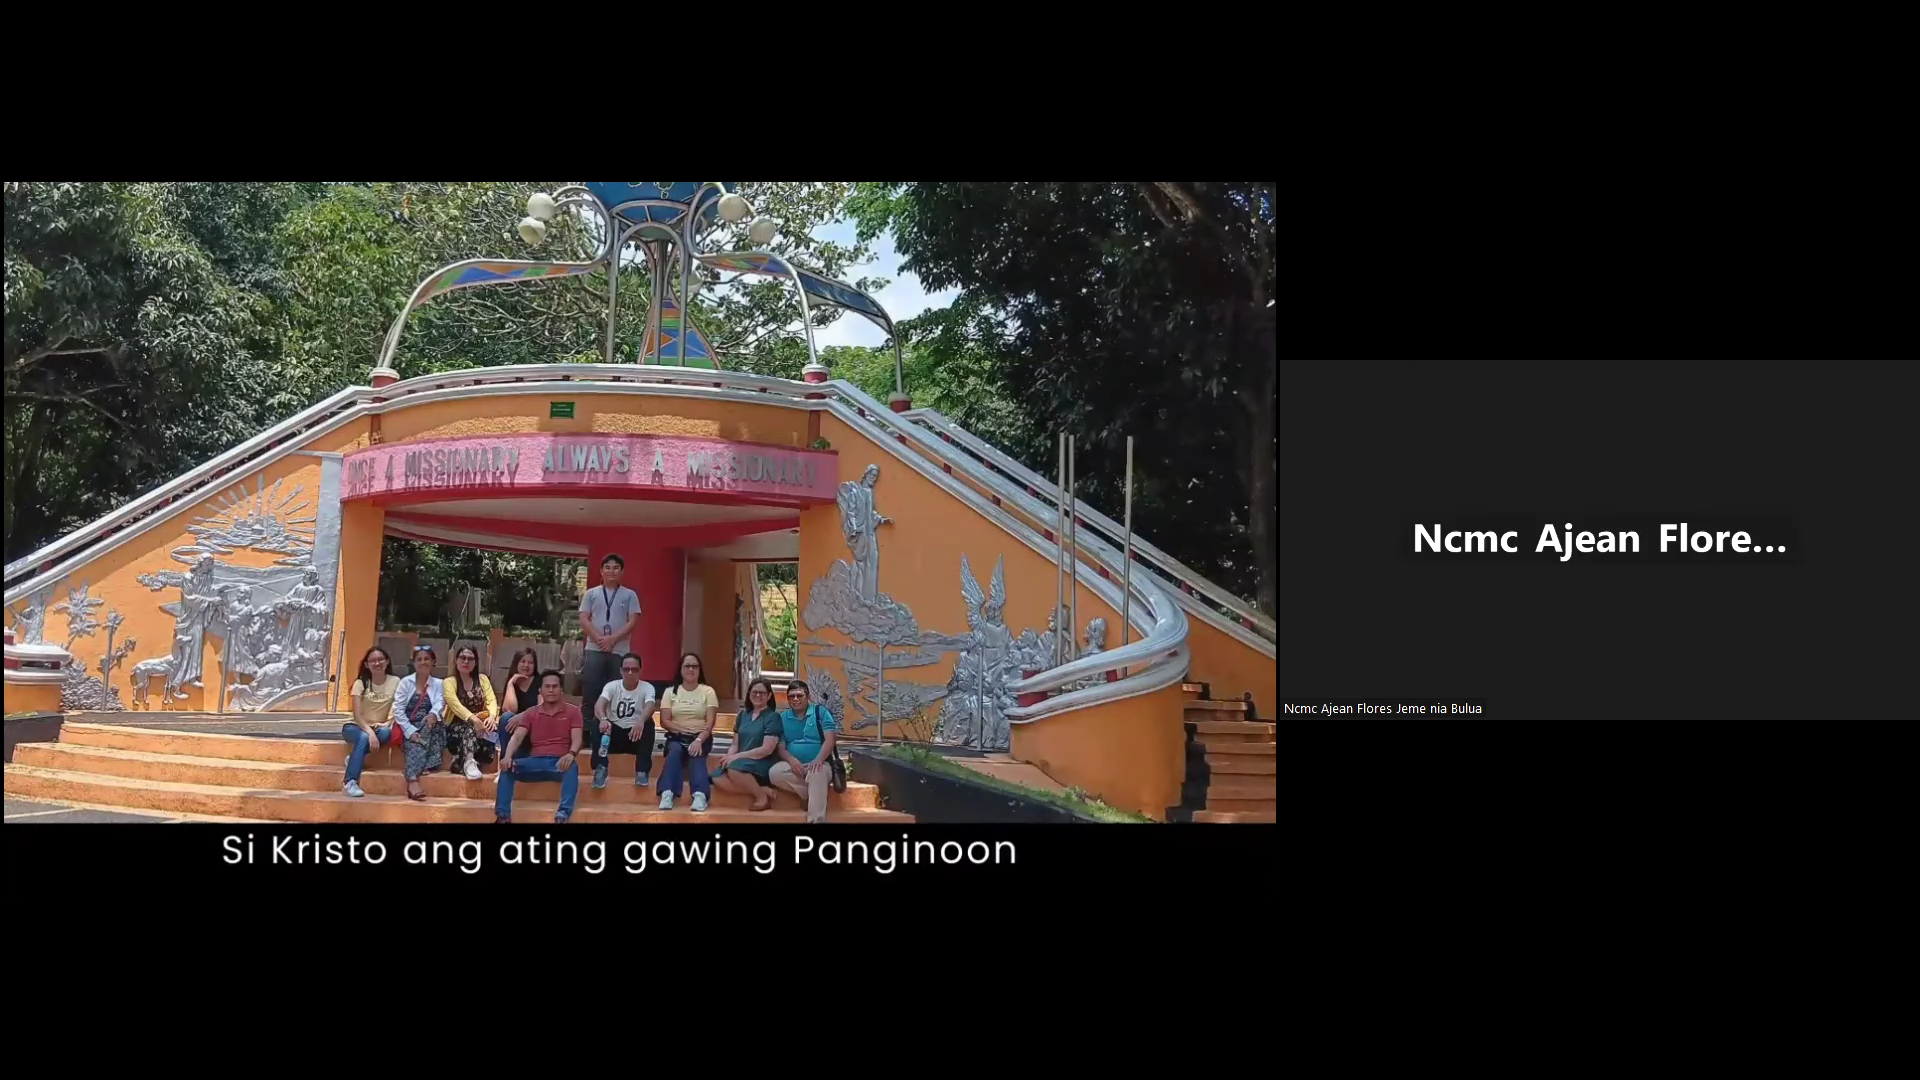 ONCE A MISSIONARY ALWAYS A MISSIONARY
05
Si Kristo ang ating gawing Panginoon
Ncmc Ajean Flore...
Ncmc Ajean Flores Jeme nia Bulua